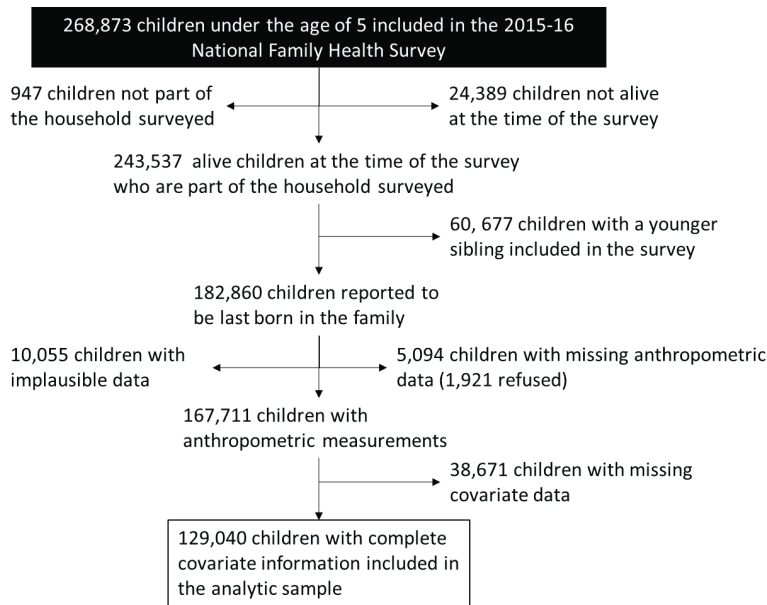 268,873 children under the age of 5 included in the 2015-16
National Family Health Survey
947 children not part of
the household surveyed
24,389 children not alive
at the time of the survey
243,537 alive children at the time of the survey
who are part of the household surveyed
60, 677 children with a younger
sibling included in the survey
182,860 children reported to
be last born in the family
10,055 children with
implausible data
5,094 children with missing anthropometric
data (1,921 refused)
167,711 children with
anthropometric measurements
38,671 children with missing
covariate data
129,040 children with complete
covariate information included in
the analytic sample